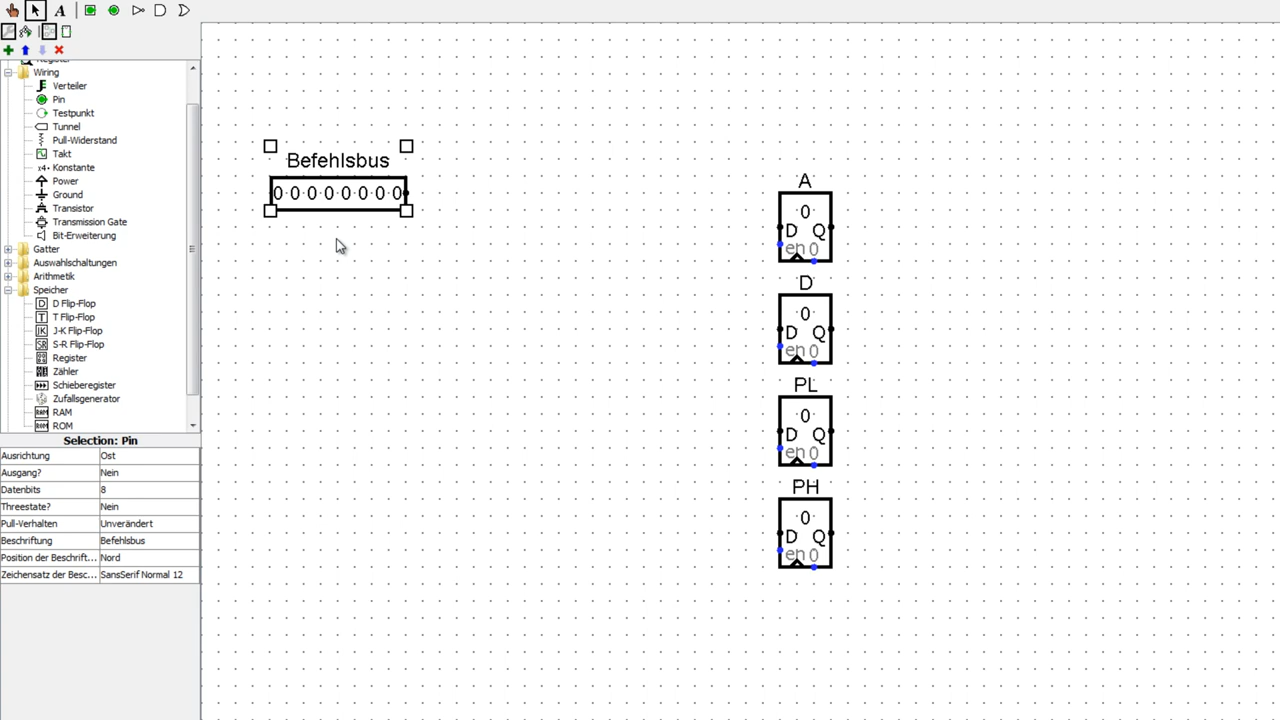 A
Register
Wiring
Verteiler
Pin
Testpunkt
Tunnel
Pull-Widerstand
Takt
Konstante
Power
Ground
Transistor
Transmission Gate
Bit-Erweiterung
Gatter
Auswahlschaltungen
Arithmetik
Speicher
D Flip-Flop
T Flip-Flop
J-K Flip-Flop
S-R Flip-Flop
Register
Zähler
Schieberegister
Zufallsgenerator
RAM
ROM
Selection: Pin
Ausrichtung Ost
Ausgang? Nein
Datenbits 8
Threestate? Nein
Pull-Verhalten Unverändert
Beschriftung Befehlsbus
Position der Beschrift... Nord
Zeichensatz der Besc... SansSerif Normal 12
Befehlsbus
0 0 0 0 0 0 0 0
A
0
D Q
en 0
D
0
D Q
en 0
PL
0
D Q
en 0
PH
0
D Q
en 0